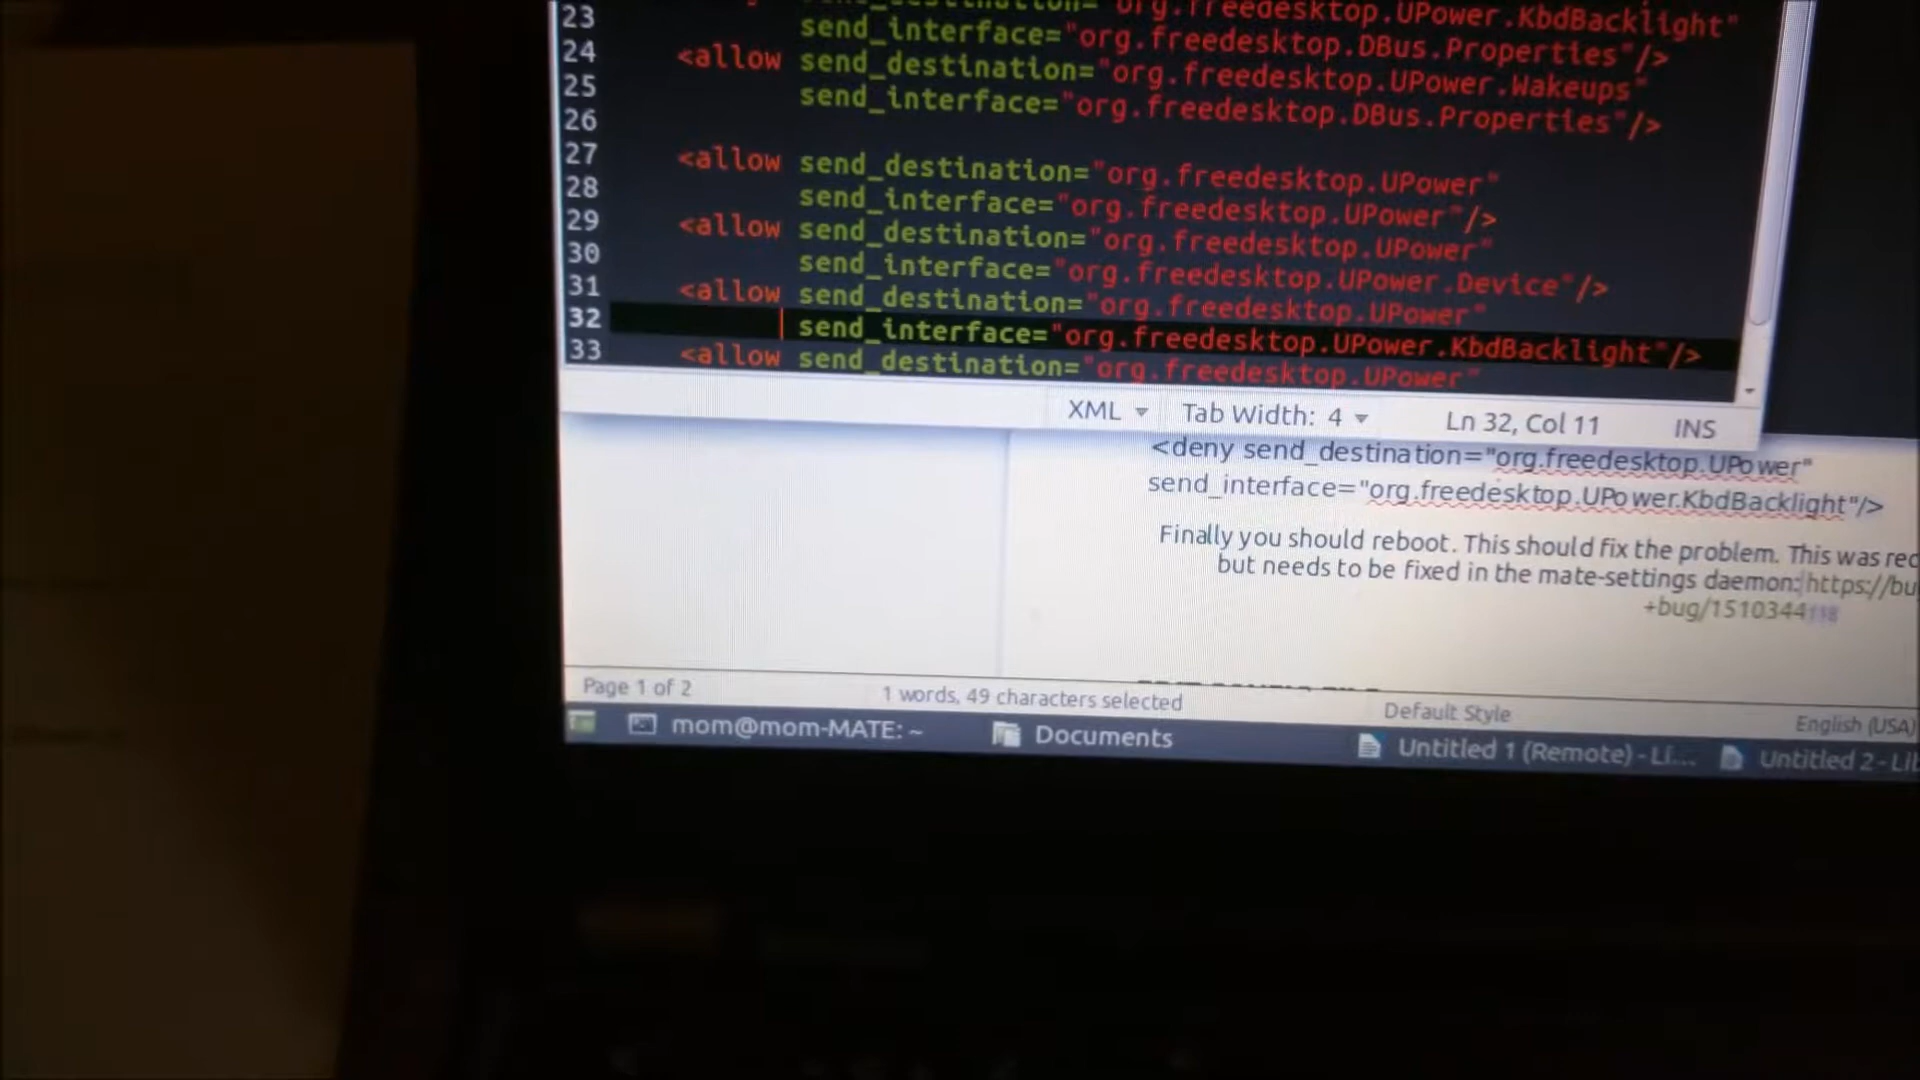 23
send_destination="org.freedesktop.UPower.KbdBacklight"
24 send_interface="org.freedesktop.DBus.Properties"/>
25 <allow send_destination="org.freedesktop.UPower.Wakeups"
26 send_interface="org.freedesktop.DBus.Properties"/>
27
28 <allow send_destination="org.freedesktop.UPower"
29 send_interface="org.freedesktop.UPower"/>
30 <allow send_destination="org.freedesktop.UPower"
31 send_interface="org.freedesktop.UPower.Device"/>
32 <allow send_destination="org.freedesktop.UPower"
33 send_interface="org.freedesktop.UPower.KbdBacklight"/>
<allow send_destination="org.freedesktop.UPower"
XML Tab Width: 4 Ln 32, Col 11 INS
<deny send_destination="org.freedesktop.UPower"
send_interface="org.freedesktop.UPower.KbdBacklight"/>
Finally you should reboot. This should fix the problem. This was
but needs to be fixed in the mate-settings daemon: https://bu
+bug/1510344118
Page 1 of 2 1 words, 49 characters selected Default Style English (USA)
mom@mom-MATE: ~ Documents Untitled 1 (Remote) - Li... Untitled 2 - Lib